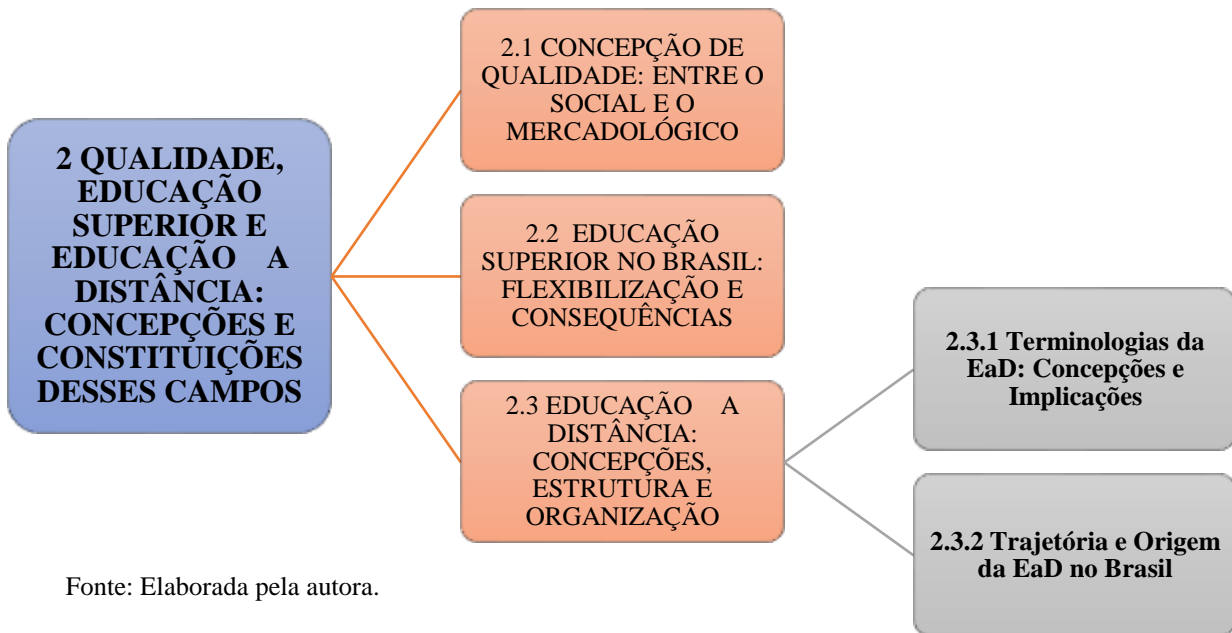 2 QUALIDADE,
EDUCAÇÃO
SUPERIOR E
EDUCAÇÃO A
DISTÂNCIA:
CONCEPÇÕES E
CONSTITUIÇÕES
DESSES CAMPOS
2.1 CONCEPÇÃO DE
QUALIDADE: ENTRE O
SOCIAL E O
MERCADOLÓGICO
2.2 EDUCAÇÃO
SUPERIOR NO BRASIL:
FLEXIBILIZAÇÃO E
CONSEQUÊNCIAS
2.3 EDUCAÇÃO A
DISTÂNCIA:
CONCEPÇÕES,
ESTRUTURA E
ORGANIZAÇÃO
2.3.1 Terminologias da
EaD: Concepções e
Implicações
2.3.2 Trajetória e Origem
da EaD no Brasil
Fonte: Elaborada pela autora.